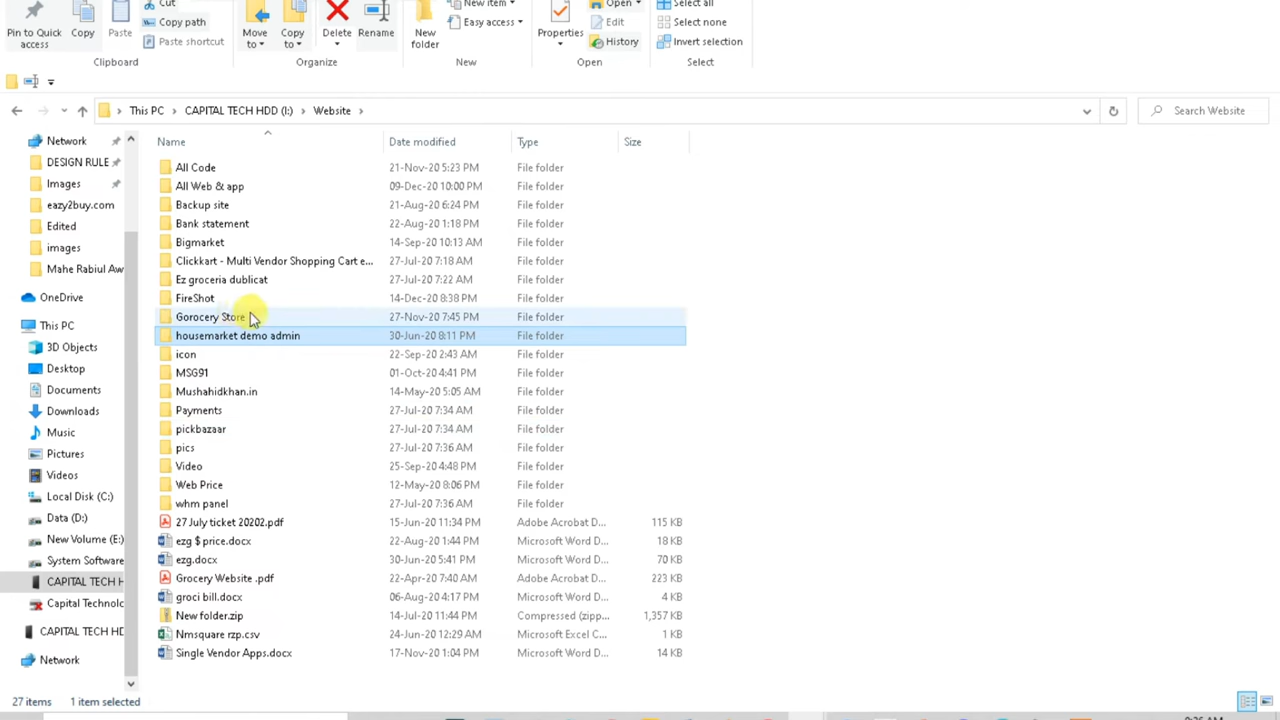 Cut
Open
New item
Select all
Copy path
Easy access
Edit
Select none
Pin to Quick access
Copy
Paste
Paste shortcut
Move to
Copy to
Delete
Rename
New folder
Properties
History
Invert selection
Clipboard
Organize
New
Open
Select
This PC > CAPITAL TECH HDD (I:) > Website >
Search Website
Name Date modified Type Size
Network
DESIGN RULE
Images
eazy2buy.com
Edited
images
Mahe Rabiul Aw
OneDrive
This PC
3D Objects
Desktop
Documents
Downloads
Music
Pictures
Videos
Local Disk (C:)
Data (D:)
New Volume (E:)
System Software
CAPITAL TECH H
Capital Technolo
CAPITAL TECH HD
Network
All Code 21-Nov-20 5:23 PM File folder
All Web & app 09-Dec-20 10:00 PM File folder
Backup site 21-Aug-20 6:24 PM File folder
Bank statement 22-Aug-20 1:18 PM File folder
Bigmarket 14-Sep-20 10:13 AM File folder
Clickkart - Multi Vendor Shopping Cart e... 27-Jul-20 7:18 AM File folder
Ez groceria dublicat 27-Jul-20 7:22 AM File folder
FireShot 14-Dec-20 8:38 PM File folder
Gorocery Store 27-Nov-20 7:45 PM File folder
housemarket demo admin 30-Jun-20 8:11 PM File folder
icon 22-Sep-20 2:43 AM File folder
MSG91 01-Oct-20 4:41 PM File folder
Mushahidkhan.in 14-May-20 5:05 AM File folder
Payments 27-Jul-20 7:34 AM File folder
pickbazaar 27-Jul-20 7:34 AM File folder
pics 27-Jul-20 7:36 AM File folder
Video 25-Sep-20 4:48 PM File folder
Web Price 12-May-20 8:06 PM File folder
whm panel 27-Jul-20 7:36 AM File folder
27 July ticket 20202.pdf 15-Jun-20 11:34 PM Adobe Acrobat D... 115 KB
ezg $ price.docx 22-Aug-20 1:44 PM Microsoft Word D... 18 KB
ezg.docx 30-Jun-20 5:41 PM Microsoft Word D... 70 KB
Grocery Website .pdf 22-Apr-20 7:40 AM Adobe Acrobat D... 223 KB
groci bill.docx 06-Aug-20 4:17 PM Microsoft Word D... 4 KB
New folder.zip 14-Jul-20 11:44 PM Compressed (zipp... 1,357 KB
Nmsquare rzp.csv 24-Jun-20 12:29 AM Microsoft Excel C... 1 KB
Single Vendor Apps.docx 17-Nov-20 1:04 PM Microsoft Word D... 14 KB
27 items 1 item selected